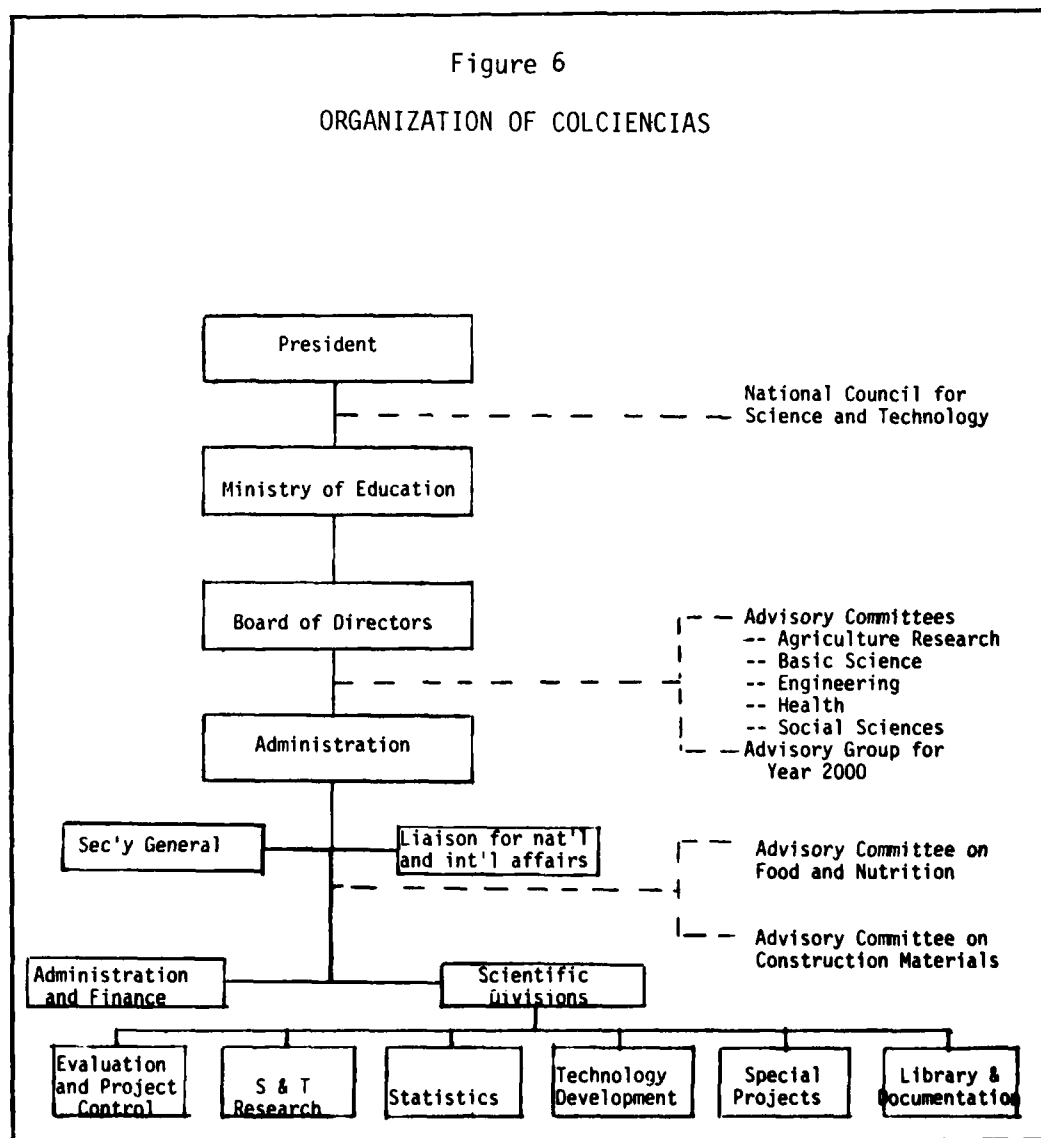 Figure 6
ORGANIZATION OF COLCIENCIAS
President
National Council for
Science and Technology
Ministry of Education
Board of Directors
Advisory Committees
-- Agriculture Research
-- Basic Science
-- Engineering
-- Health
-- Social Sciences
Advisory Group for
Year 2000
Administration
Sec'y General
Liaison for nat'l
and int'l affairs
Advisory Committee on
Food and Nutrition
Advisory Committee on
Construction Materials
Administration
and Finance
Scientific
Divisions
Evaluation
and Project
Control
S & T
Research
Statistics
Technology
Development
Special
Projects
Library &
Documentation